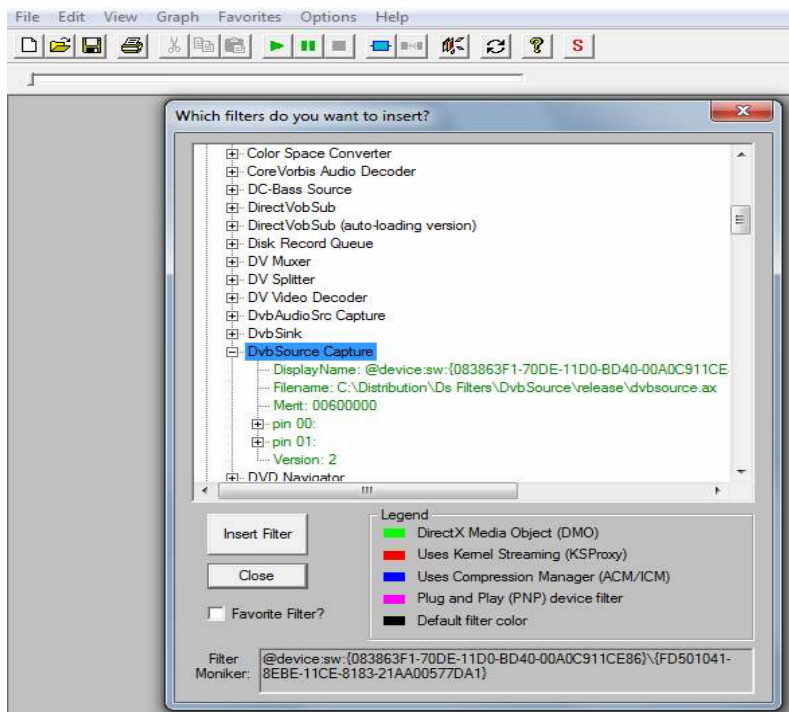 File Edit View Graph Favorites Options Help
S
Which filters do you want to insert?
Color Space Converter
CoreVorbis Audio Decoder
DC-Bass Source
DirectVobSub
DirectVobSub (auto-loading version)
Disk Record Queue
DV Muxer
DV Splitter
DV Video Decoder
DvbAudioSrc Capture
DvbSink
DvbSource Capture
DisplayName: @device:sw:{083863F1-70DE-11D0-BD40-00A0C911CE
Filename: C:\Distribution\Ds Filters\DvbSource\release\dvbsource.ax
Merit: 00600000
pin 00:
pin 01:
Version: 2
DVD Navigator
Insert Filter
Close
Favorite Filter?
Legend
DirectX Media Object (DMO)
Uses Kernel Streaming (KSProxy)
Uses Compression Manager (ACM/ICM)
Plug and Play (PNP) device filter
Default filter color
Filter Moniker:
@device:sw:{083863F1-70DE-11D0-BD40-00A0C911CE86}\{FD501041-
8EBE-11CE-8183-21AA00577DA1}